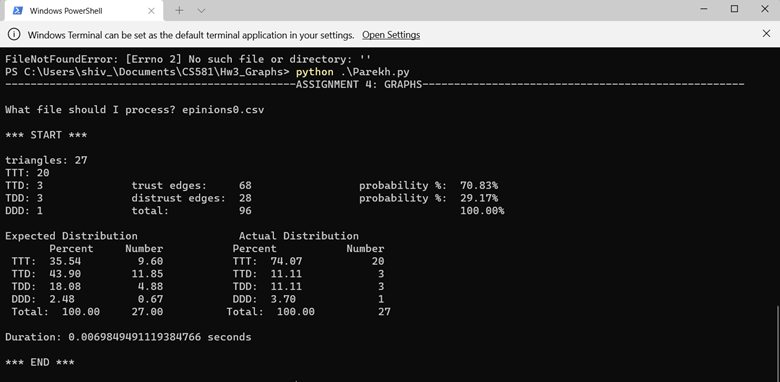 Windows PowerShell
Windows Terminal can be set as the default terminal application in your settings. Open Settings
FileNotFoundError: [Errno 2] No such file or directory: ''
PS C:\Users\shiv_\Documents\CS581\Hw3_Graphs> python .\Parekh.py
----------------------------------------------ASSIGNMENT 4: GRAPHS---------------------------------------------------
What file should I process? epinions0.csv
*** START ***
triangles: 27
TTT: 20
TTD: 3 trust edges: 68 probability %: 70.83%
TDD: 3 distrust edges: 28 probability %: 29.17%
DDD: 1 total: 96 100.00%
Expected Distribution Actual Distribution
Percent Number Percent Number
TTT: 35.54 9.60 TTT: 74.07 20
TTD: 43.90 11.85 TTD: 11.11 3
TDD: 18.08 4.88 TDD: 11.11 3
DDD: 2.48 0.67 DDD: 3.70 1
Total: 100.00 27.00 Total: 100.00 27
Duration: 0.0069849491119384766 seconds
*** END ***